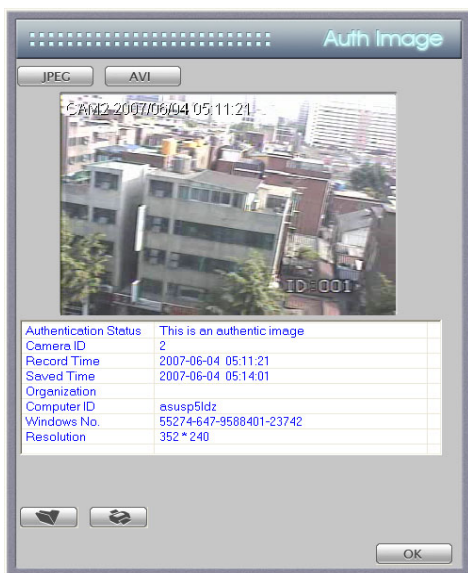 Auth Image
JPEG AVI
CAM2 2007/06/04 05:11:21
ID:001
Authentication Status This is an authentic image
Camera ID 2
Record Time 2007-06-04 05:11:21
Saved Time 2007-06-04 05:14:01
Organization
Computer ID asusp5ldz
Windows No. 55274-647-9588401-23742
Resolution 352 * 240
OK